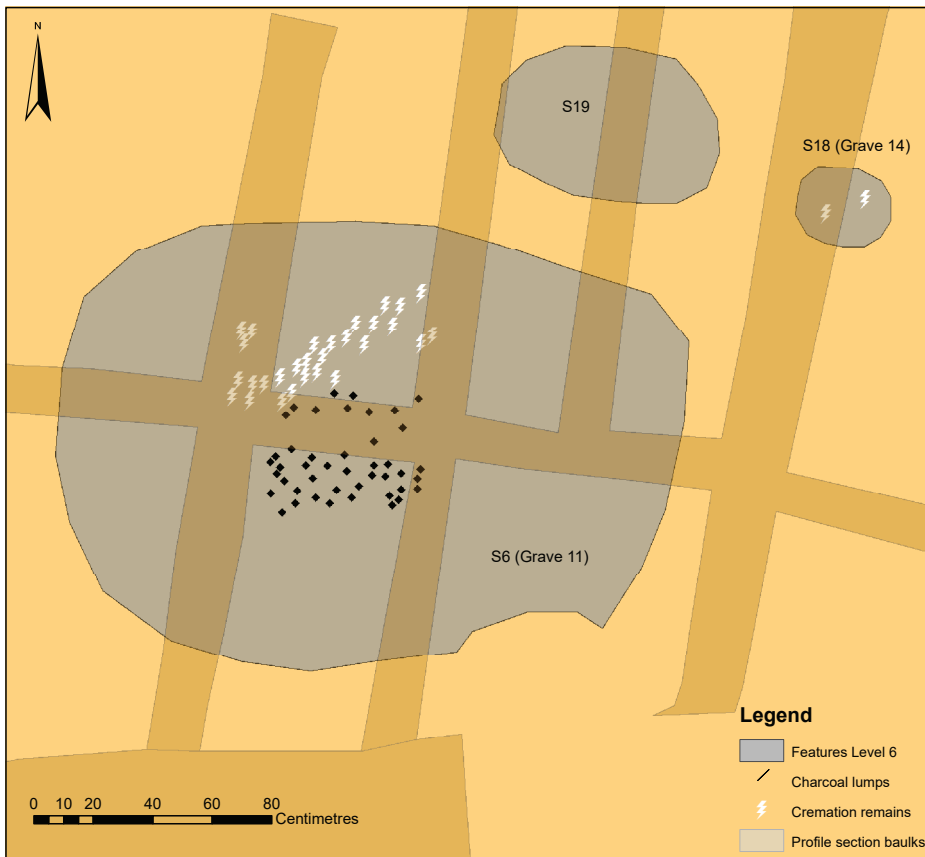 N
S19
S18 (Grave 14)
S6 (Grave 11)
Legend
Features Level 6
Charcoal lumps
Cremation remains
Profile section baulks
0 10 20 40 60 80
Centimetres